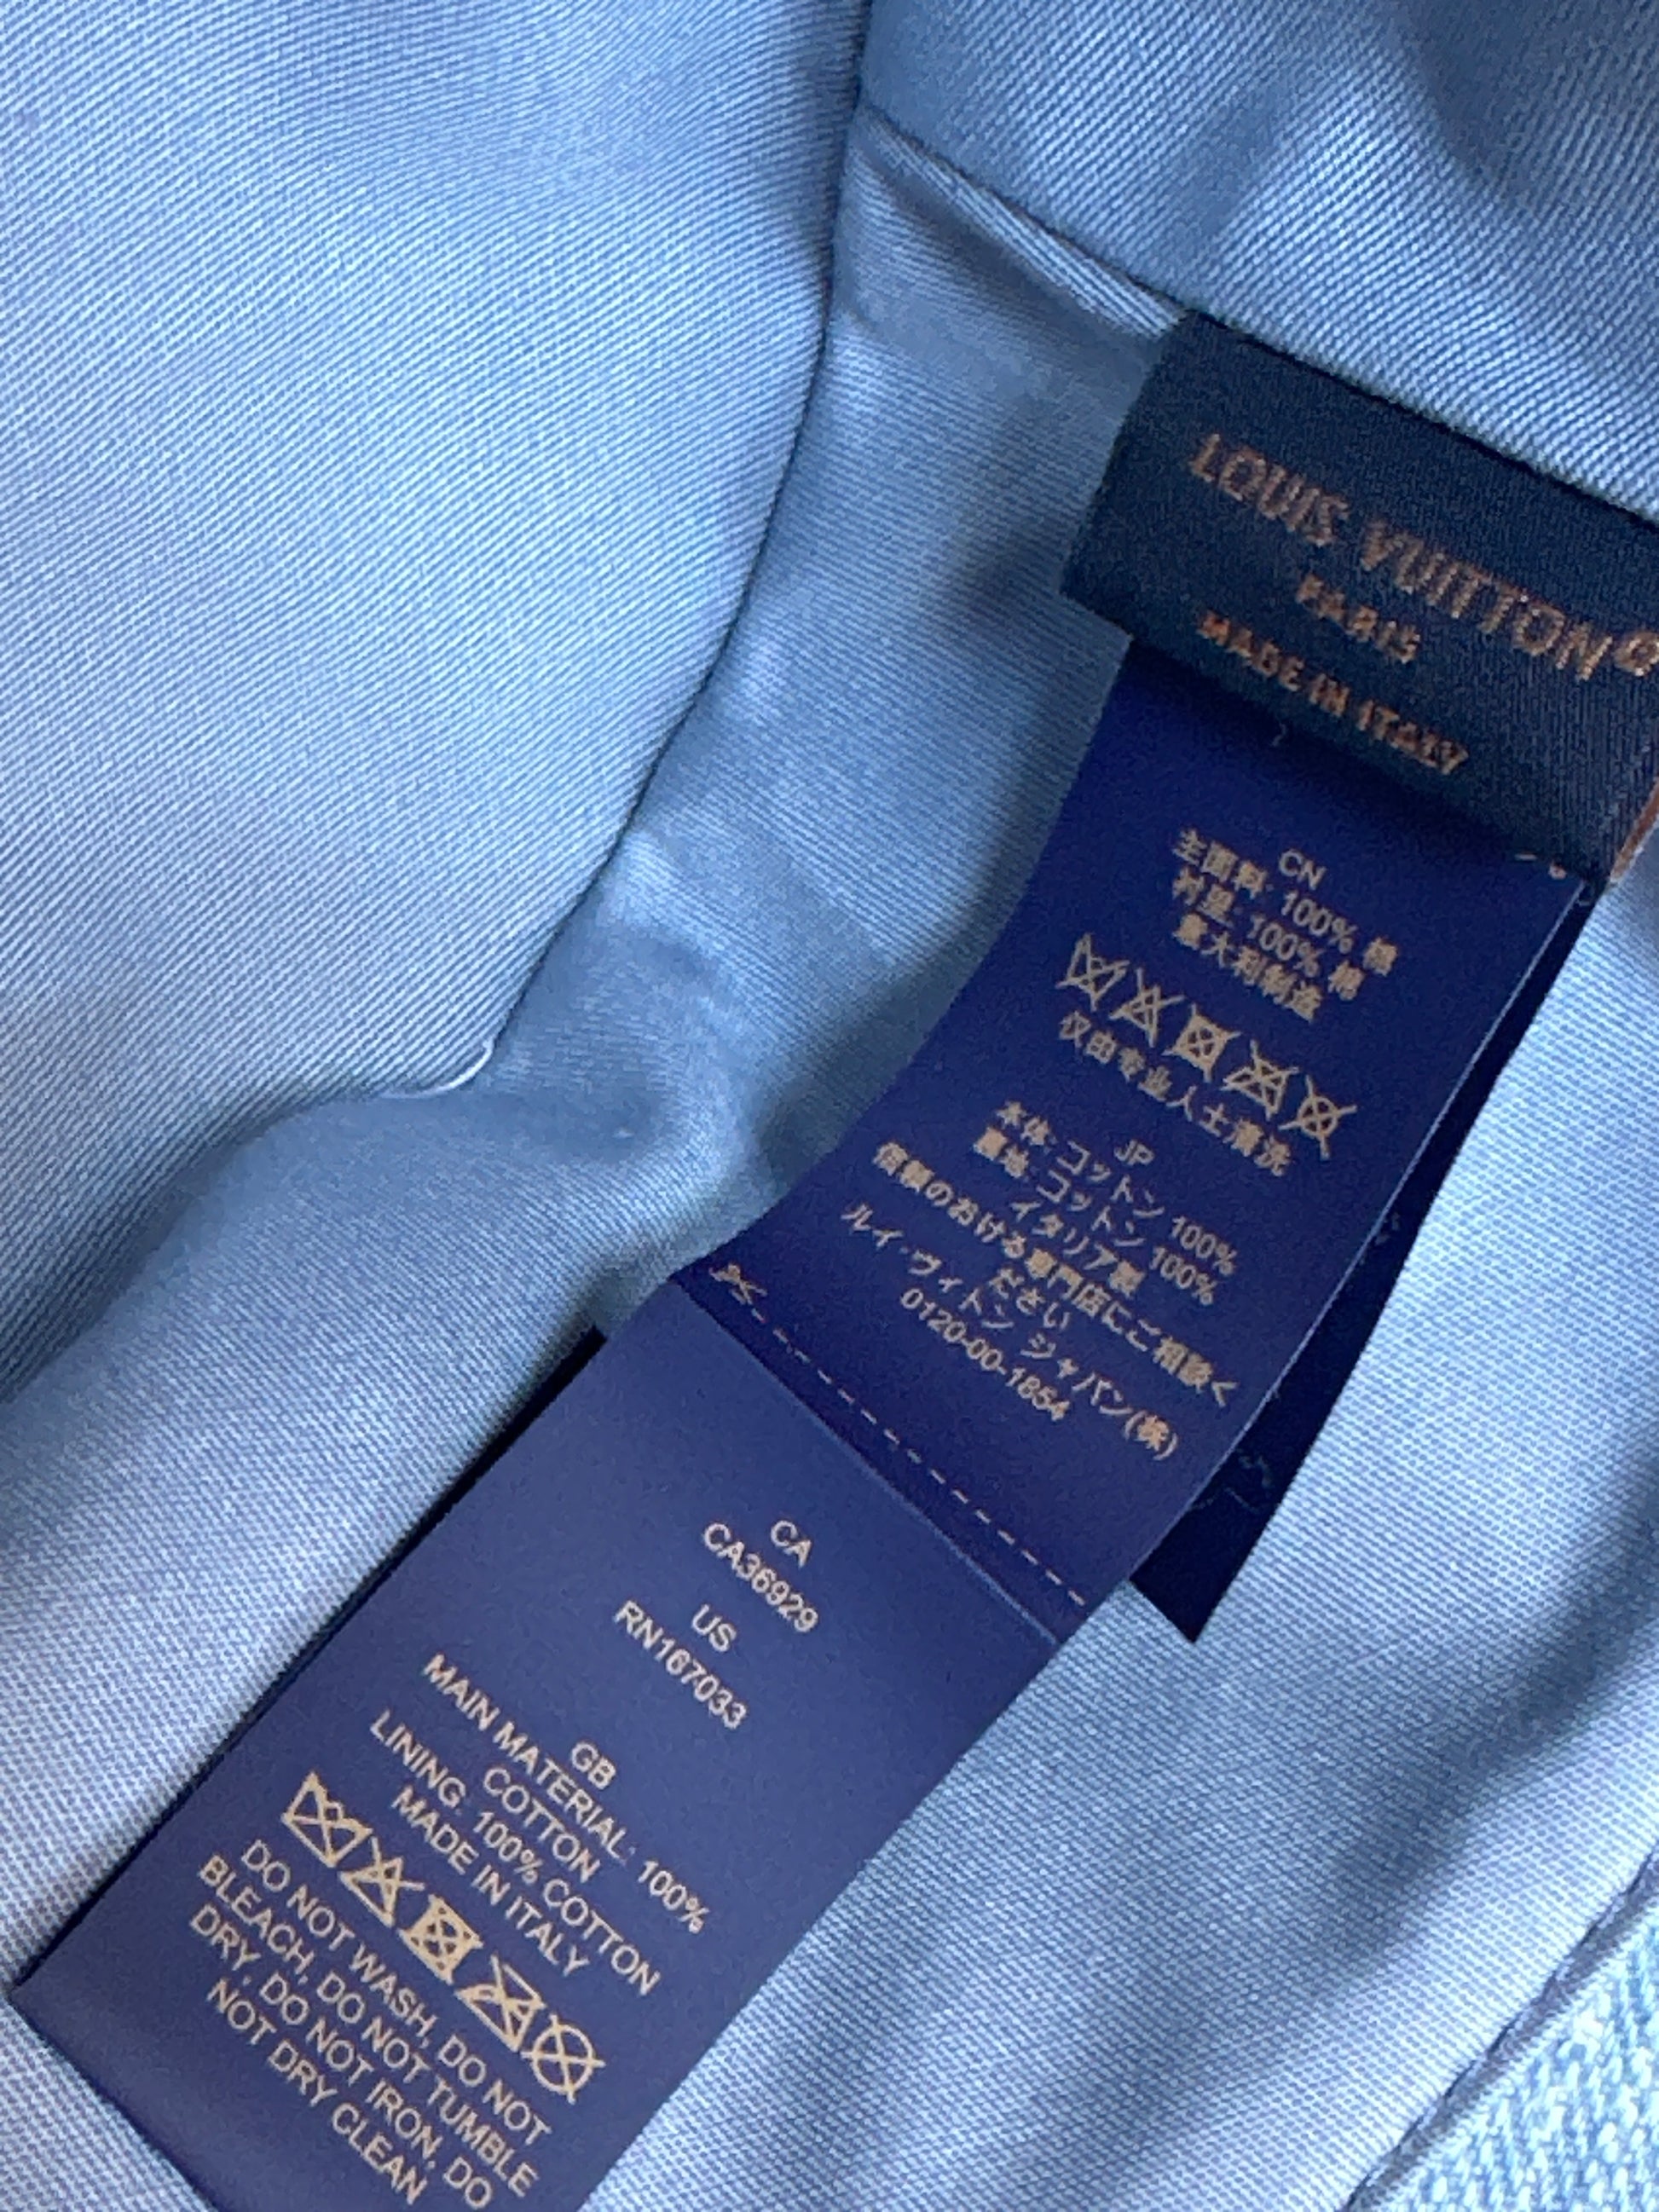 LOUIS VUITTON®
PARIS
MADE IN ITALY
CN
主面料: 100% 棉
衬里: 100% 棉
意大利制造
仅由专业人士清洗
JP
本体: コットン 100%
裏地: コットン 100%
イタリア製
信頼のおける専門店にご相談く
ださい
ルイ・ヴィトン ジャパン(株)
0120-00-1854
CA
CA36929
US
RN167033
GB
MAIN MATERIAL: 100%
COTTON
LINING: 100% COTTON
MADE IN ITALY
DO NOT WASH, DO NOT
BLEACH, DO NOT TUMBLE
DRY, DO NOT IRON, DO
NOT DRY CLEAN